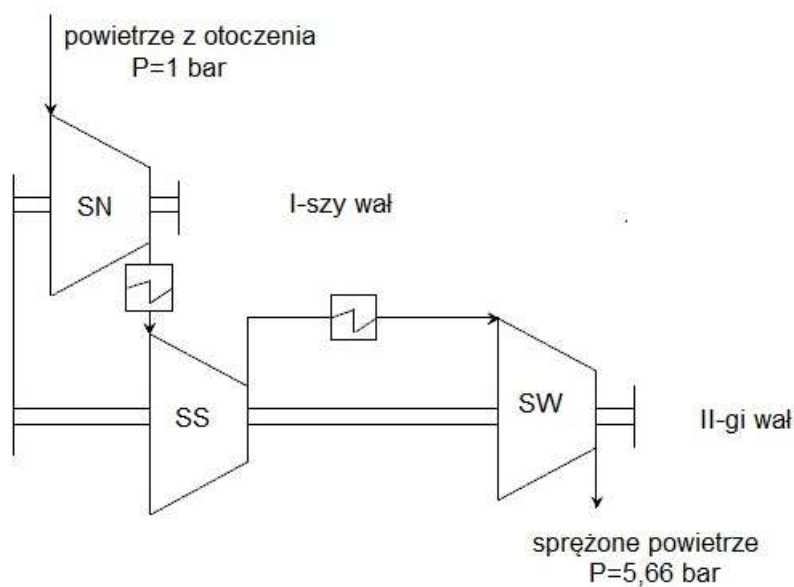 powietrze z otoczenia
P=1 bar
SN
I-szy wał
SS
SW
II-gi wał
sprężone powietrze
P=5,66 bar